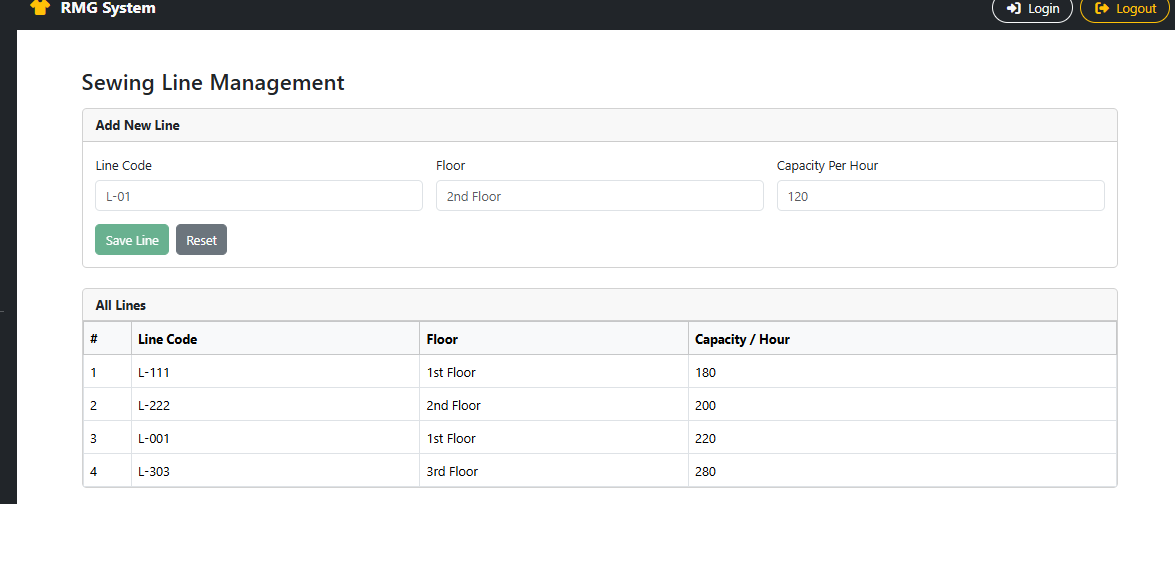 RMG System
Login
Logout
Sewing Line Management
Add New Line
Line Code Floor Capacity Per Hour
L-01 2nd Floor 120
Save Line Reset
All Lines
# Line Code Floor Capacity / Hour
1 L-111 1st Floor 180
2 L-222 2nd Floor 200
3 L-001 1st Floor 220
4 L-303 3rd Floor 280